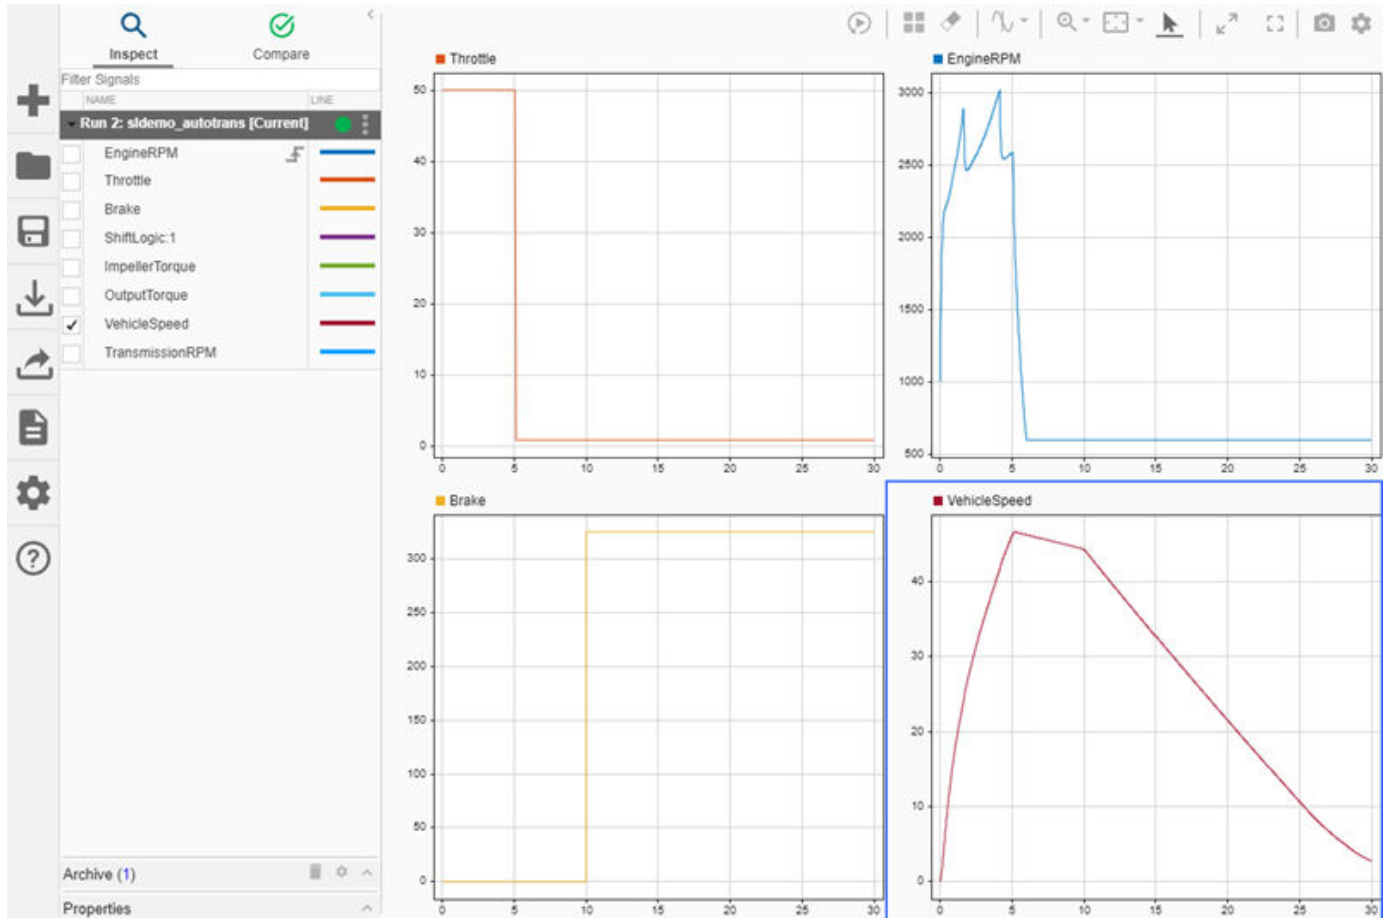 Inspect
Compare
Filter Signals
NAME
LINE
Run 2: sldemo_autotrans [Current]
EngineRPM
Throttle
Brake
ShiftLogic:1
ImpellerTorque
OutputTorque
VehicleSpeed
TransmissionRPM
Archive (1)
Properties
Throttle
50
40
30
20
10
0
0 5 10 15 20 25 30
EngineRPM
3000
2500
2000
1500
1000
500
0 5 10 15 20 25 30
Brake
300
250
200
150
100
50
0
0 5 10 15 20 25 30
VehicleSpeed
40
30
20
10
0
0 5 10 15 20 25 30